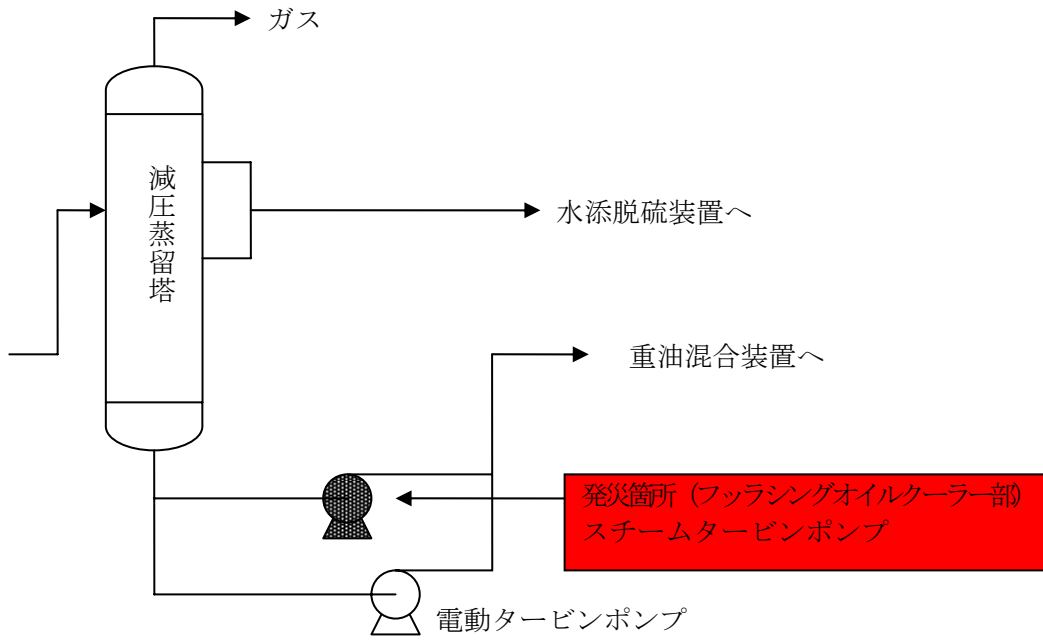 ガス
減圧蒸留塔
水添脱硫装置へ
重油混合装置へ
発災箇所（フッラシングオイルクーラー部）
スチームタービンポンプ
電動タービンポンプ